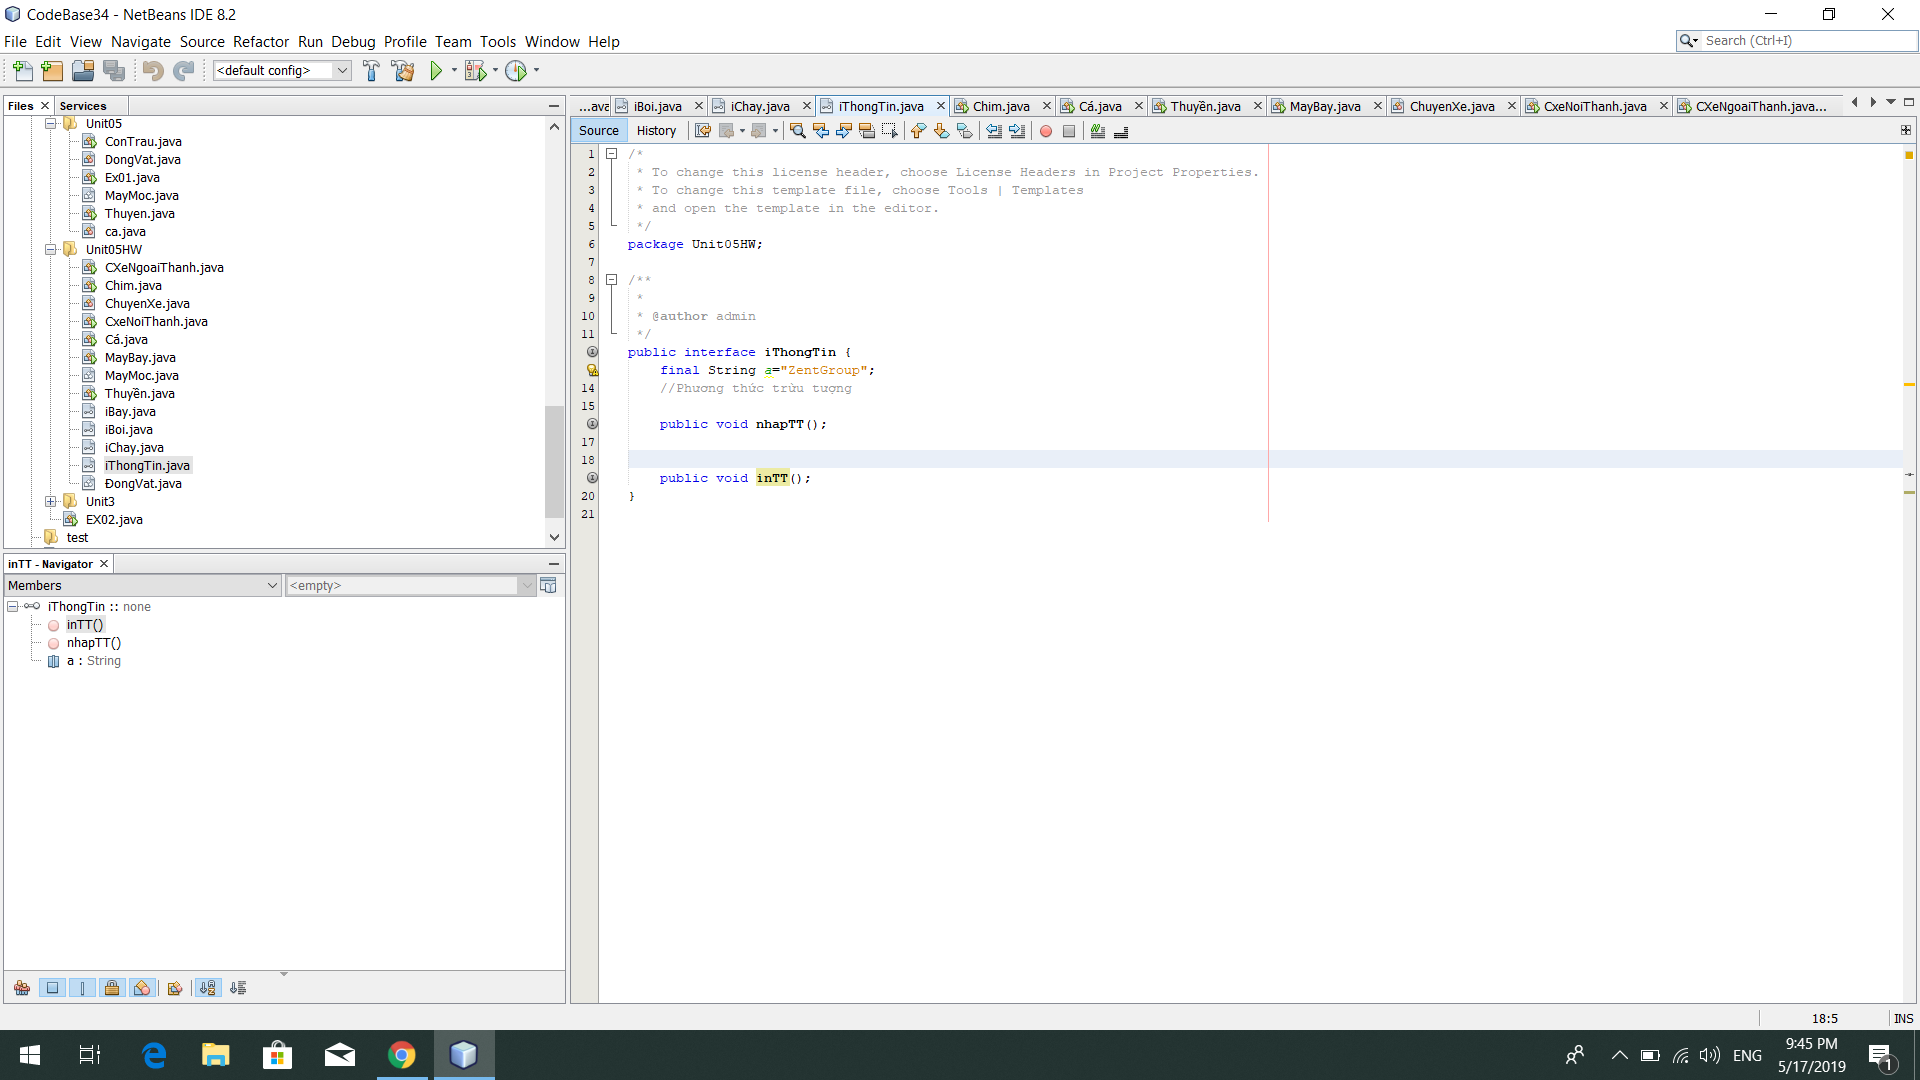 CodeBase34 - NetBeans IDE 8.2
File Edit View Navigate Source Refactor Run Debug Profile Team Tools Window Help
Search (Ctrl+I)
<default config>
Files Services
Unit05
ConTrau.java
DongVat.java
Ex01.java
MayMoc.java
Thuyen.java
ca.java
Unit05HW
CXeNgoaiThanh.java
Chim.java
ChuyenXe.java
CxeNoiThanh.java
Cá.java
MayBay.java
MayMoc.java
Thuyền.java
iBay.java
iBoi.java
iChay.java
iThongTin.java
ĐongVat.java
Unit3
EX02.java
test
inTT - Navigator
Members
<empty>
iThongTin :: none
inTT()
nhapTT()
a : String
...ava iBoi.java iChay.java iThongTin.java Chim.java Cá.java Thuyền.java MayBay.java ChuyenXe.java CxeNoiThanh.java CXeNgoaiThanh.java...
Source History
1 /*
2 * To change this license header, choose License Headers in Project Properties.
3 * To change this template file, choose Tools | Templates
4 * and open the template in the editor.
5 */
6 package Unit05HW;
7
8 /**
9 *
10 * @author admin
11 */
public interface iThongTin {
final String a="ZentGroup";
14 //Phương thức trừu tượng
15
public void nhapTT();
17
18
public void inTT();
20 }
21
18:5 INS
ENG
9:45 PM
5/17/2019
1